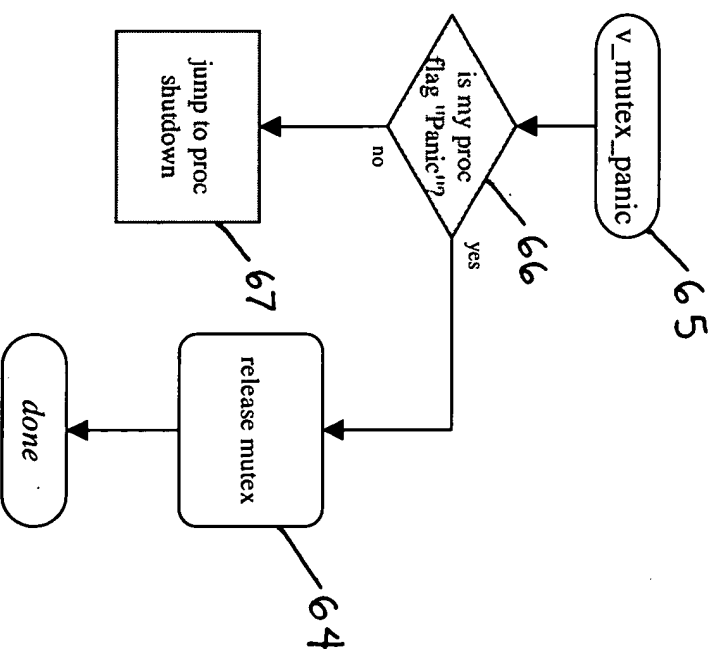 v_mutex_panic
65
is my proc
flag "Panic"?
66
yes
no
jump to proc
shutdown
67
release mutex
64
done